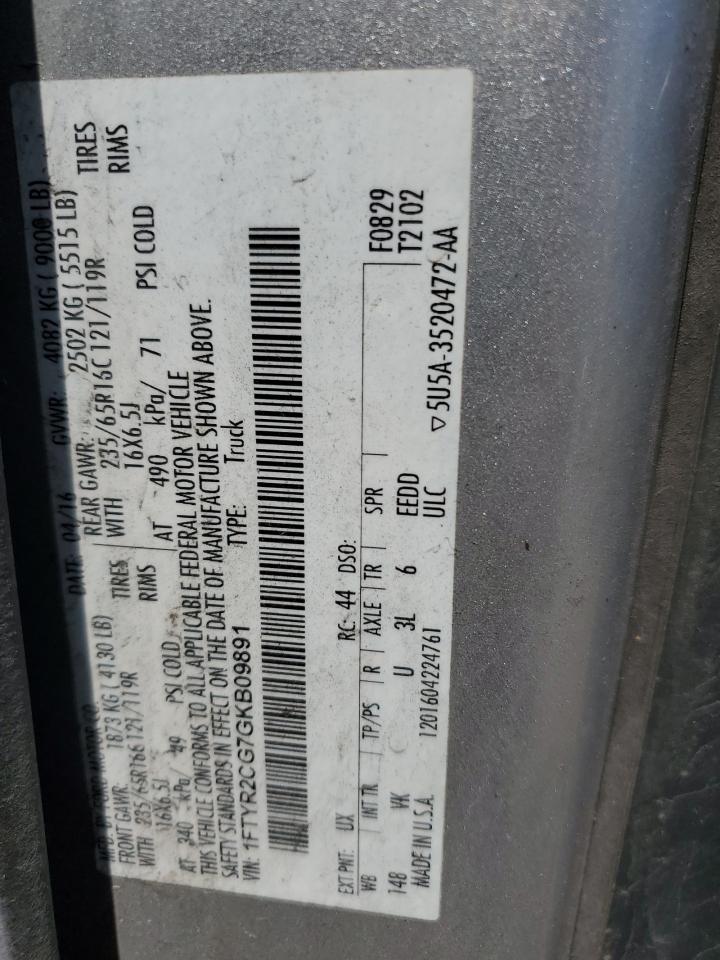 MFD. BY FORD MOTOR CO.
DATE: 04/16 GVWR: 4082 KG ( 9000 LB)
FRONT GAWR: 1873 KG ( 4130 LB) REAR GAWR: 2502 KG ( 5515 LB)
WITH 235/65R16C 121/119R TIRES WITH 235/65R16C 121/119R TIRES
16X6.5J RIMS 16X6.5J RIMS
AT 340 kPa/ 49 PSI COLD AT 490 kPa/ 71 PSI COLD
THIS VEHICLE CONFORMS TO ALL APPLICABLE FEDERAL MOTOR VEHICLE
SAFETY STANDARDS IN EFFECT ON THE DATE OF MANUFACTURE SHOWN ABOVE.
VIN: 1FTYR2CG7GKB09891 TYPE: Truck
EXT PNT: UX RC: 44 DSO: F0829
WB INT TR TP/PS R AXLE TR SPR T2102
148 VK U 3L 6 EEDD
MADE IN U.S.A. 1201604224761 ULC ▽5U5A-3520472-AA